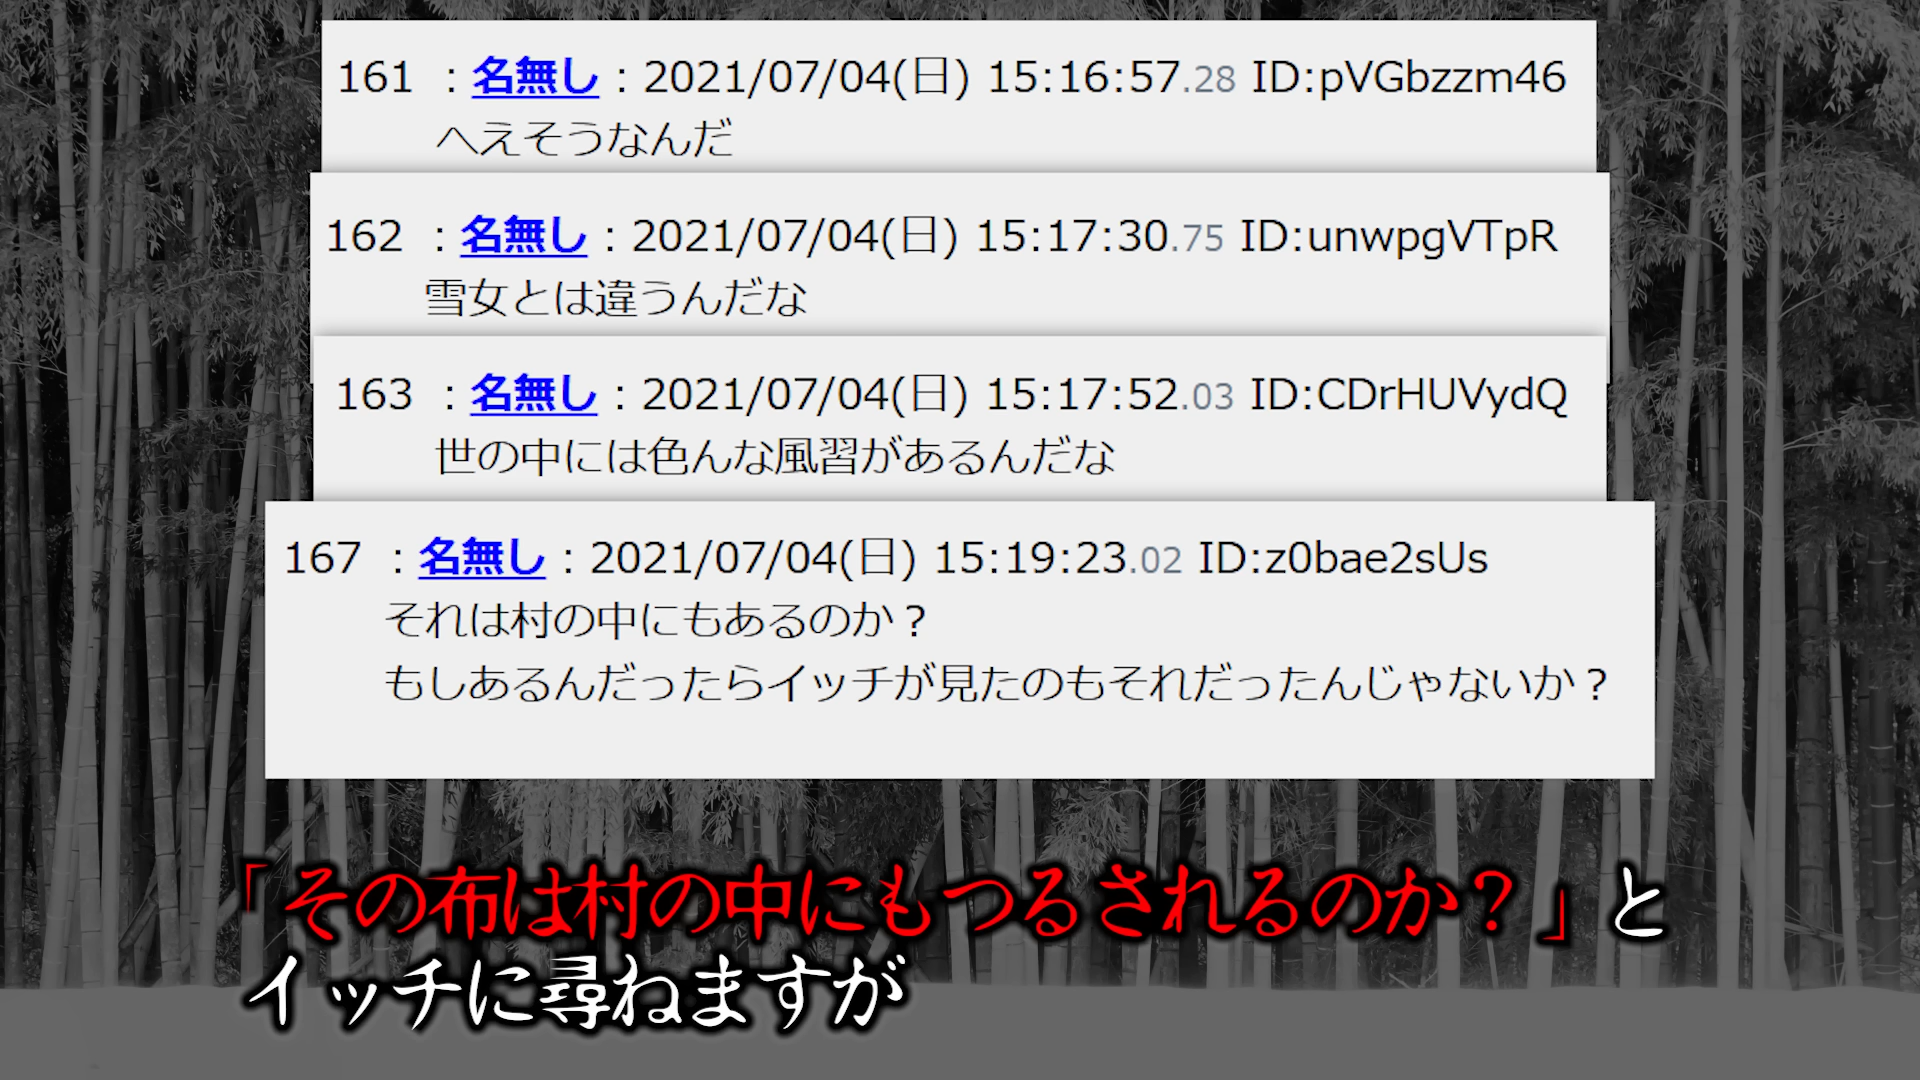 161 ：名無し：2021/07/04(日) 15:16:57.28 ID:pVGbzzm46
へえそうなんだ
162 ：名無し：2021/07/04(日) 15:17:30.75 ID:unwpgVTpR
雪女とは違うんだな
163 ：名無し：2021/07/04(日) 15:17:52.03 ID:CDrHUVydQ
世の中には色んな風習があるんだな
167 ：名無し：2021/07/04(日) 15:19:23.02 ID:z0bae2sUs
それは村の中にもあるのか？
もしあるんだったらイッチが見たのもそれだったんじゃないか？
「その布は村の中にもつるされるのか？」と
イッチに尋ねますが